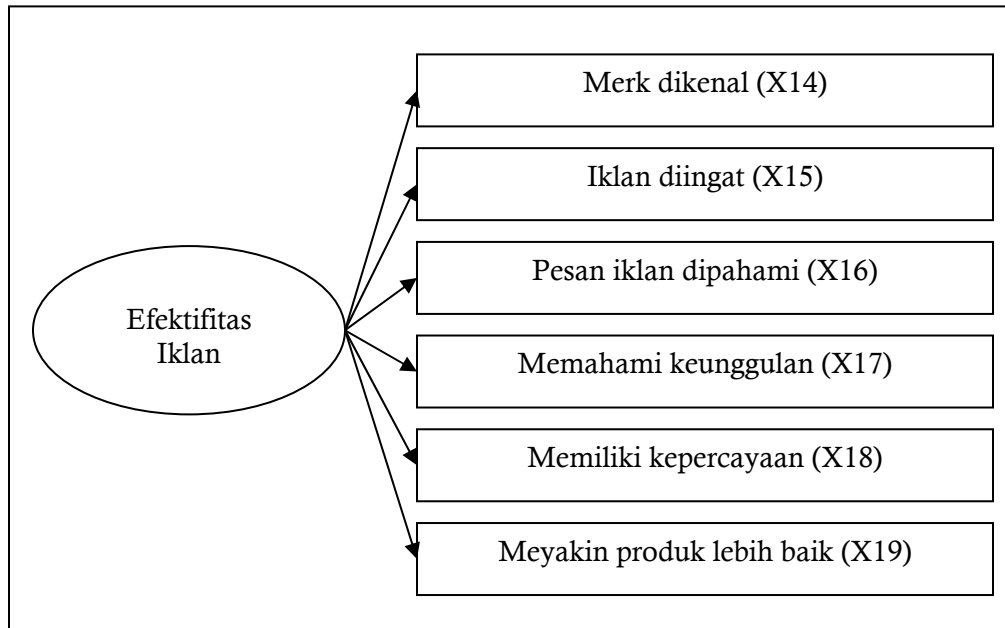 Merk dikenal (X14)
Iklan diingat (X15)
Pesan iklan dipahami (X16)
Efektifitas
Iklan
Memahami keunggulan (X17)
Memiliki kepercayaan (X18)
Meyakin produk lebih baik (X19)